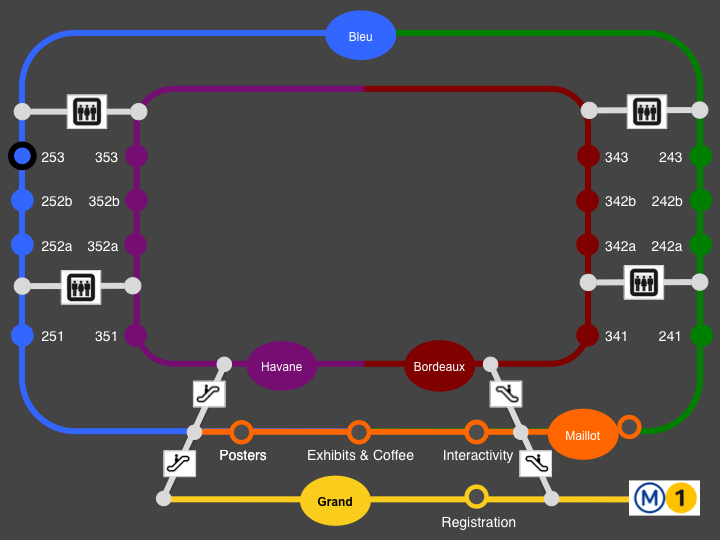 Bleu
253 353 343 243
252b 352b 342b 242b
252a 352a 342a 242a
251 351 341 241
Havane Bordeaux
Maillot
Posters Exhibits & Coffee Interactivity
Grand M 1
Registration